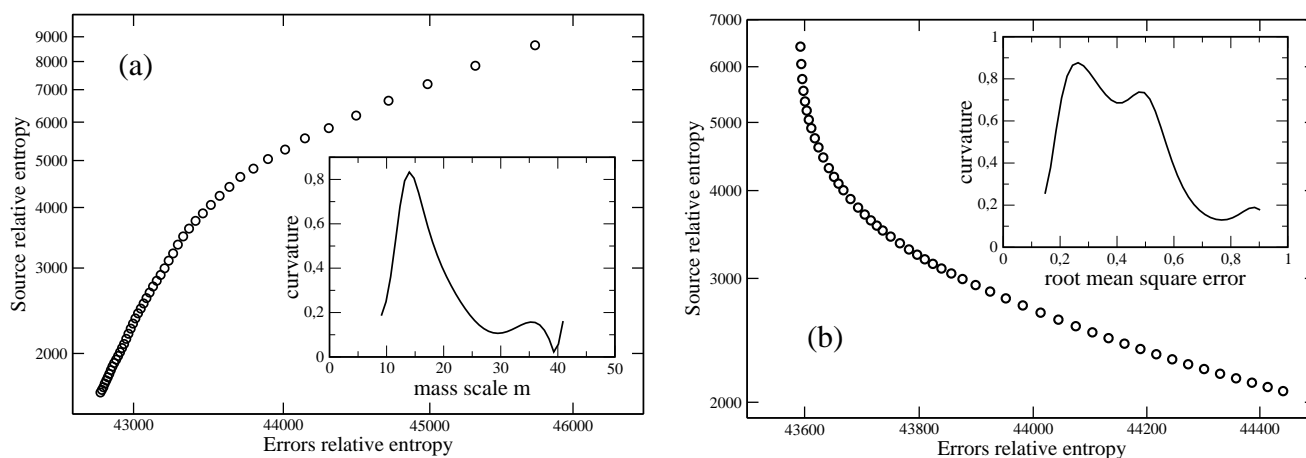 (a)
Source relative entropy
9000
8000
7000
6000
5000
4000
3000
2000
43000 44000 45000 46000
Errors relative entropy
curvature
0,8
0,4
0,2
0
0 10 20 30 40 50
mass scale m
(b)
Source relative entropy
7000
6000
5000
4000
3000
2000
43600 43800 44000 44200 44400
Errors relative entropy
curvature
1
0,8
0,6
0,4
0,2
0
0 0,2 0,4 0,6 0,8 1
root mean square error